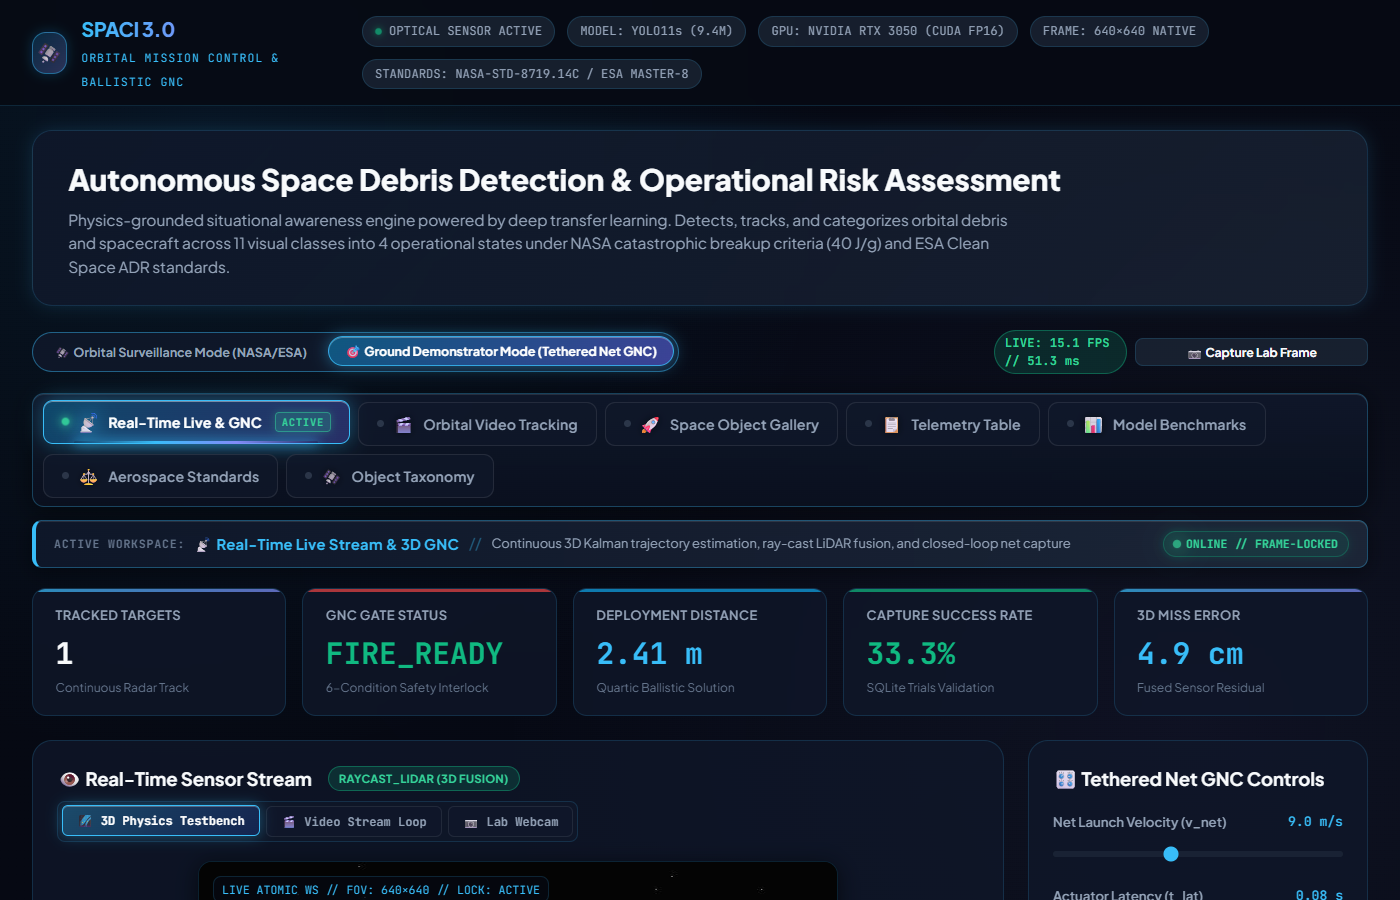 SPACI 3.0
ORBITAL MISSION CONTROL &
BALLISTIC GNC
OPTICAL SENSOR ACTIVE
MODEL: YOLO11s (9.4M)
GPU: NVIDIA RTX 3050 (CUDA FP16)
FRAME: 640×640 NATIVE
STANDARDS: NASA-STD-8719.14C / ESA MASTER-8
Autonomous Space Debris Detection & Operational Risk Assessment
Physics-grounded situational awareness engine powered by deep transfer learning. Detects, tracks, and categorizes orbital debris
and spacecraft across 11 visual classes into 4 operational states under NASA catastrophic breakup criteria (40 J/g) and ESA Clean
Space ADR standards.
Orbital Surveillance Mode (NASA/ESA)
Ground Demonstrator Mode (Tethered Net GNC)
LIVE: 15.1 FPS
// 51.3 ms
Capture Lab Frame
Real-Time Live & GNC
ACTIVE
Orbital Video Tracking
Space Object Gallery
Telemetry Table
Model Benchmarks
Aerospace Standards
Object Taxonomy
ACTIVE WORKSPACE:
Real-Time Live Stream & 3D GNC // Continuous 3D Kalman trajectory estimation, ray-cast LiDAR fusion, and closed-loop net capture
ONLINE // FRAME-LOCKED
TRACKED TARGETS
1
Continuous Radar Track
GNC GATE STATUS
FIRE_READY
6-Condition Safety Interlock
DEPLOYMENT DISTANCE
2.41 m
Quartic Ballistic Solution
CAPTURE SUCCESS RATE
33.3%
SQLite Trials Validation
3D MISS ERROR
4.9 cm
Fused Sensor Residual
Real-Time Sensor Stream
RAYCAST_LIDAR (3D FUSION)
3D Physics Testbench
Video Stream Loop
Lab Webcam
LIVE ATOMIC WS // FOV: 640×640 // LOCK: ACTIVE
Tethered Net GNC Controls
Net Launch Velocity (v_net)
9.0 m/s
Actuator Latency (t_lat)
0.08 s